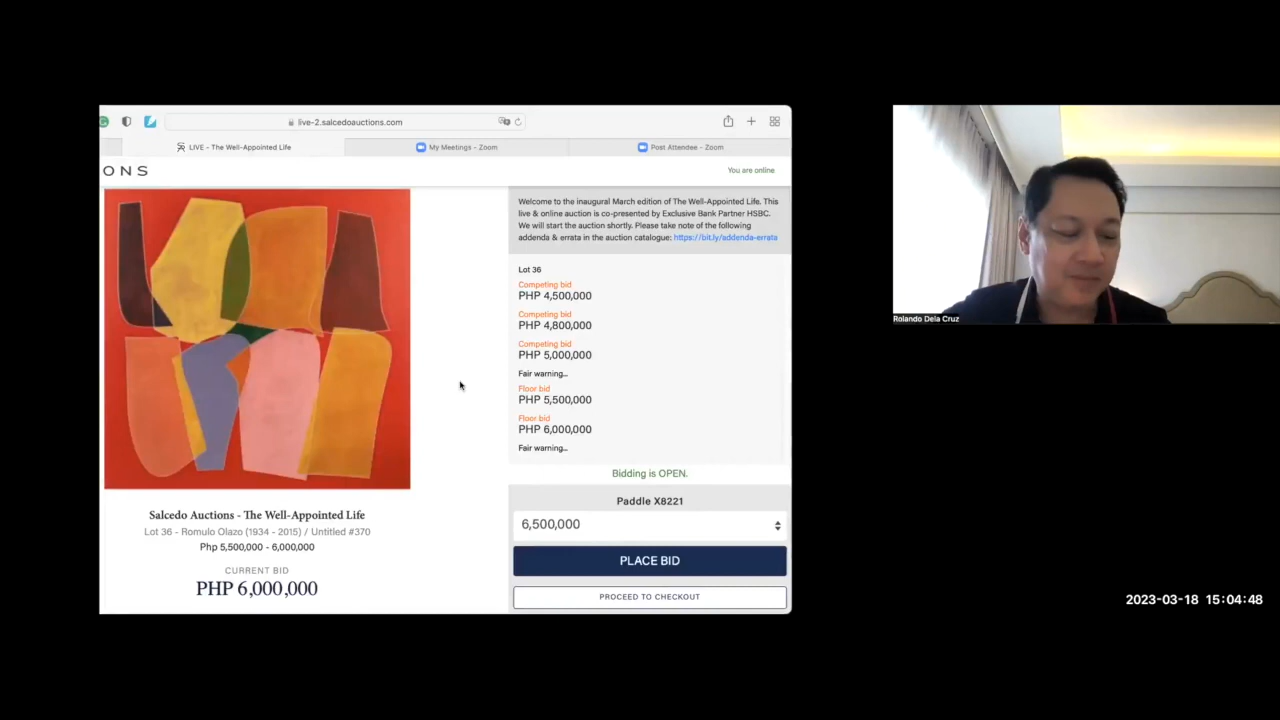 live-2.salcedoauctions.com
LIVE - The Well-Appointed Life
My Meetings - Zoom
Post Attendee - Zoom
ONS
You are online
Welcome to the inaugural March edition of The Well-Appointed Life. This
live & online auction is co-presented by Exclusive Bank Partner HSBC.
We will start the auction shortly. Please take note of the following
addenda & errata in the auction catalogue: https://bit.ly/addenda-errata
Lot 36
Competing bid
PHP 4,500,000
Competing bid
PHP 4,800,000
Competing bid
PHP 5,000,000
Fair warning...
Floor bid
PHP 5,500,000
Floor bid
PHP 6,000,000
Fair warning...
Bidding is OPEN.
Paddle X8221
6,500,000
PLACE BID
PROCEED TO CHECKOUT
Salcedo Auctions - The Well-Appointed Life
Lot 36 - Romulo Olazo (1934 - 2015) / Untitled #370
Php 5,500,000 - 6,000,000
CURRENT BID
PHP 6,000,000
Rolando Dela Cruz
2023-03-18 15:04:48